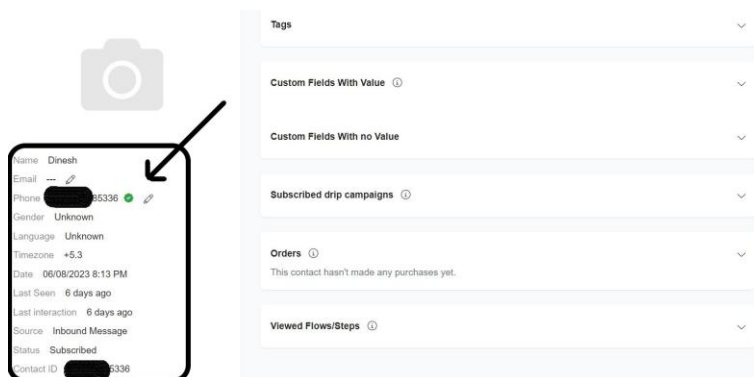 Name Dinesh
Email ---
Phone 85336
Gender Unknown
Language Unknown
Timezone +5.3
Date 06/08/2023 8:13 PM
Last Seen 6 days ago
Last interaction 6 days ago
Source Inbound Message
Status Subscribed
Contact ID 5336
Tags
Custom Fields With Value
Custom Fields With no Value
Subscribed drip campaigns
Orders
This contact hasn't made any purchases yet.
Viewed Flows/Steps